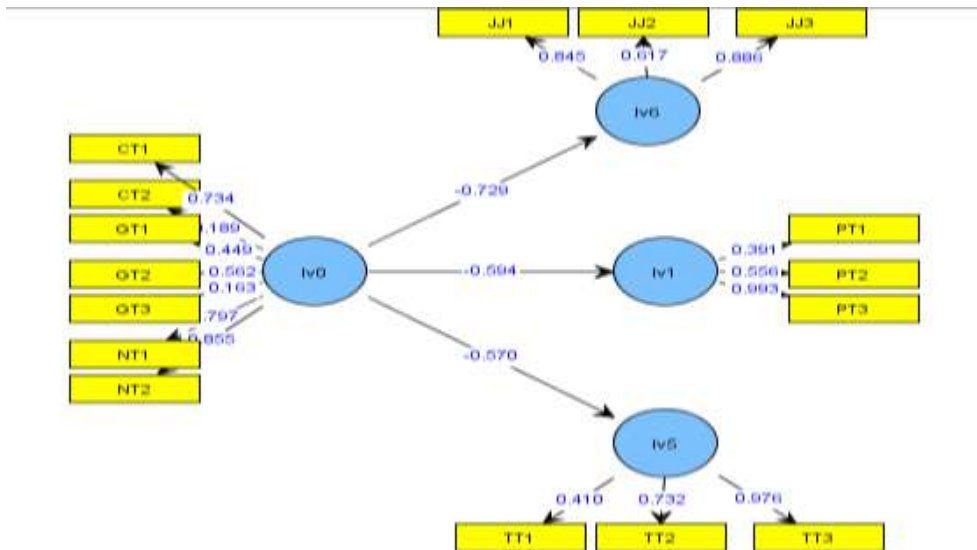 JJ1 JJ2 JJ3
0.845 0.617 0.886
lv6
CT1
CT2
GT1
GT2
GT3
NT1
NT2
0.734
.189
0.449
0.562
0.163
.797
0.855
lv0
-0.729
-0.594
-0.570
lv1
0.391
0.556
0.993
PT1
PT2
PT3
lv5
0.410 0.732 0.976
TT1 TT2 TT3